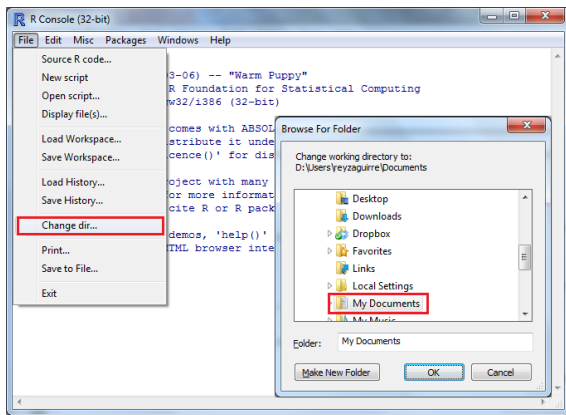 R Console (32-bit)
File Edit Misc Packages Windows Help
Source R code...
New script
Open script...
Display file(s)...
Load Workspace...
Save Workspace...
Load History...
Save History...
Change dir...
Print...
Save to File...
Exit
3-06) -- "Warm Puppy"
R Foundation for Statistical Computing
w32/i386 (32-bit)
comes with ABSOL
stribute it unde
cence()' for dis
oject with many
or more informat
cite R or R pack
demos, 'help()'
TML browser inte
Browse For Folder
Change working directory to:
D:\Users\reyzaguirre\Documents
Desktop
Downloads
Dropbox
Favorites
Links
Local Settings
My Documents
My Music
Folder: My Documents
Make New Folder OK Cancel